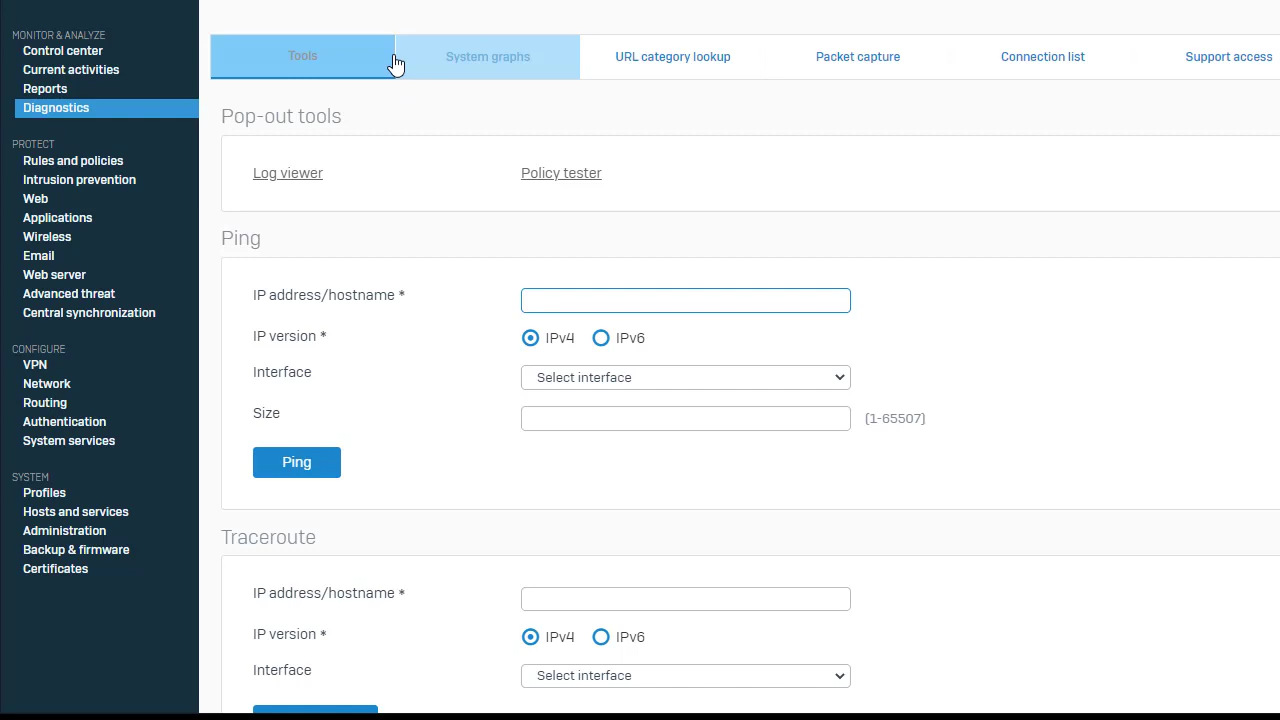 MONITOR & ANALYZE
Control center
Current activities
Reports
Diagnostics
PROTECT
Rules and policies
Intrusion prevention
Web
Applications
Wireless
Email
Web server
Advanced threat
Central synchronization
CONFIGURE
VPN
Network
Routing
Authentication
System services
SYSTEM
Profiles
Hosts and services
Administration
Backup & firmware
Certificates
Tools System graphs URL category lookup Packet capture Connection list Support access
Pop-out tools
Log viewer Policy tester
Ping
IP address/hostname *
IP version * IPv4 IPv6
Interface Select interface
Size (1-65507)
Ping
Traceroute
IP address/hostname *
IP version * IPv4 IPv6
Interface Select interface